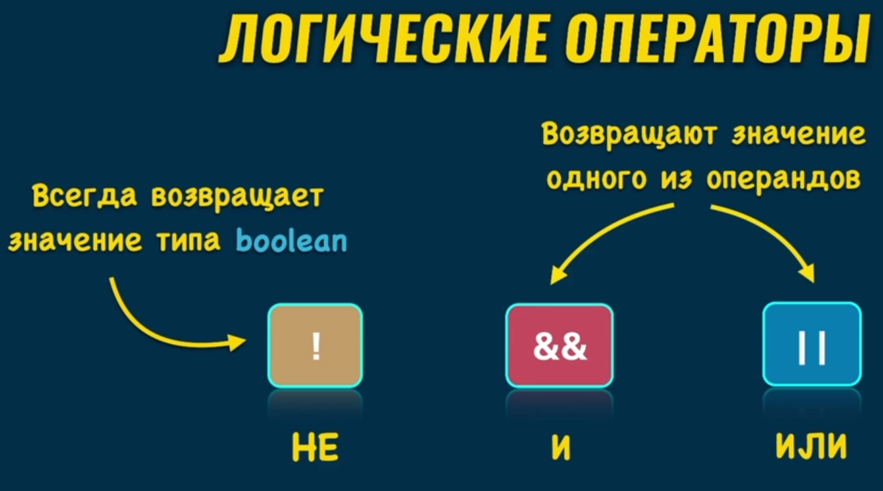 ЛОГИЧЕСКИЕ ОПЕРАТОРЫ
Возвращают значение
одного из операндов
Всегда возвращает
значение типа boolean
!
&&
||
НЕ
И
ИЛИ